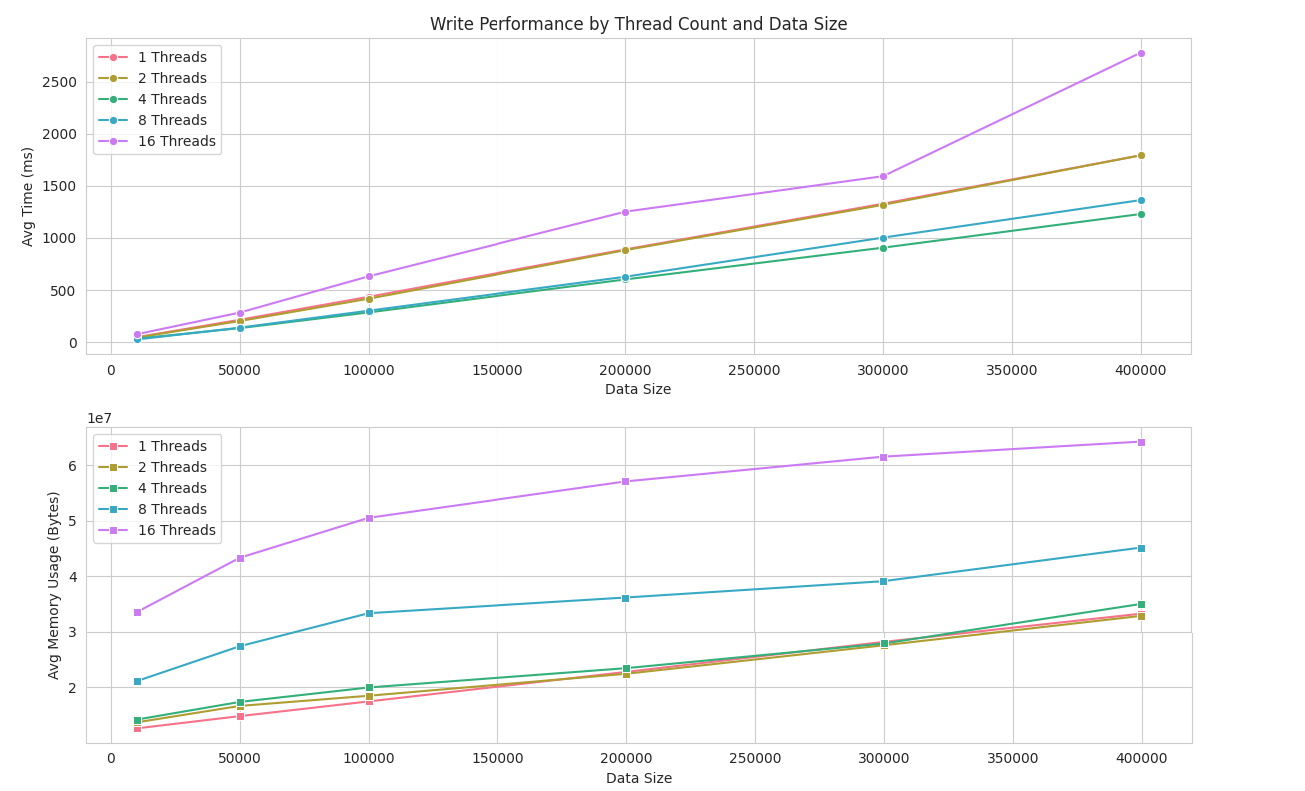 Write Performance by Thread Count and Data Size
1 Threads
2 Threads
4 Threads
8 Threads
16 Threads
2500
2000
1500
1000
500
0
Avg Time (ms)
0 50000 100000 150000 200000 250000 300000 350000 400000
Data Size
1e7
1 Threads
2 Threads
4 Threads
8 Threads
16 Threads
6
5
4
3
2
Avg Memory Usage (Bytes)
0 50000 100000 150000 200000 250000 300000 350000 400000
Data Size